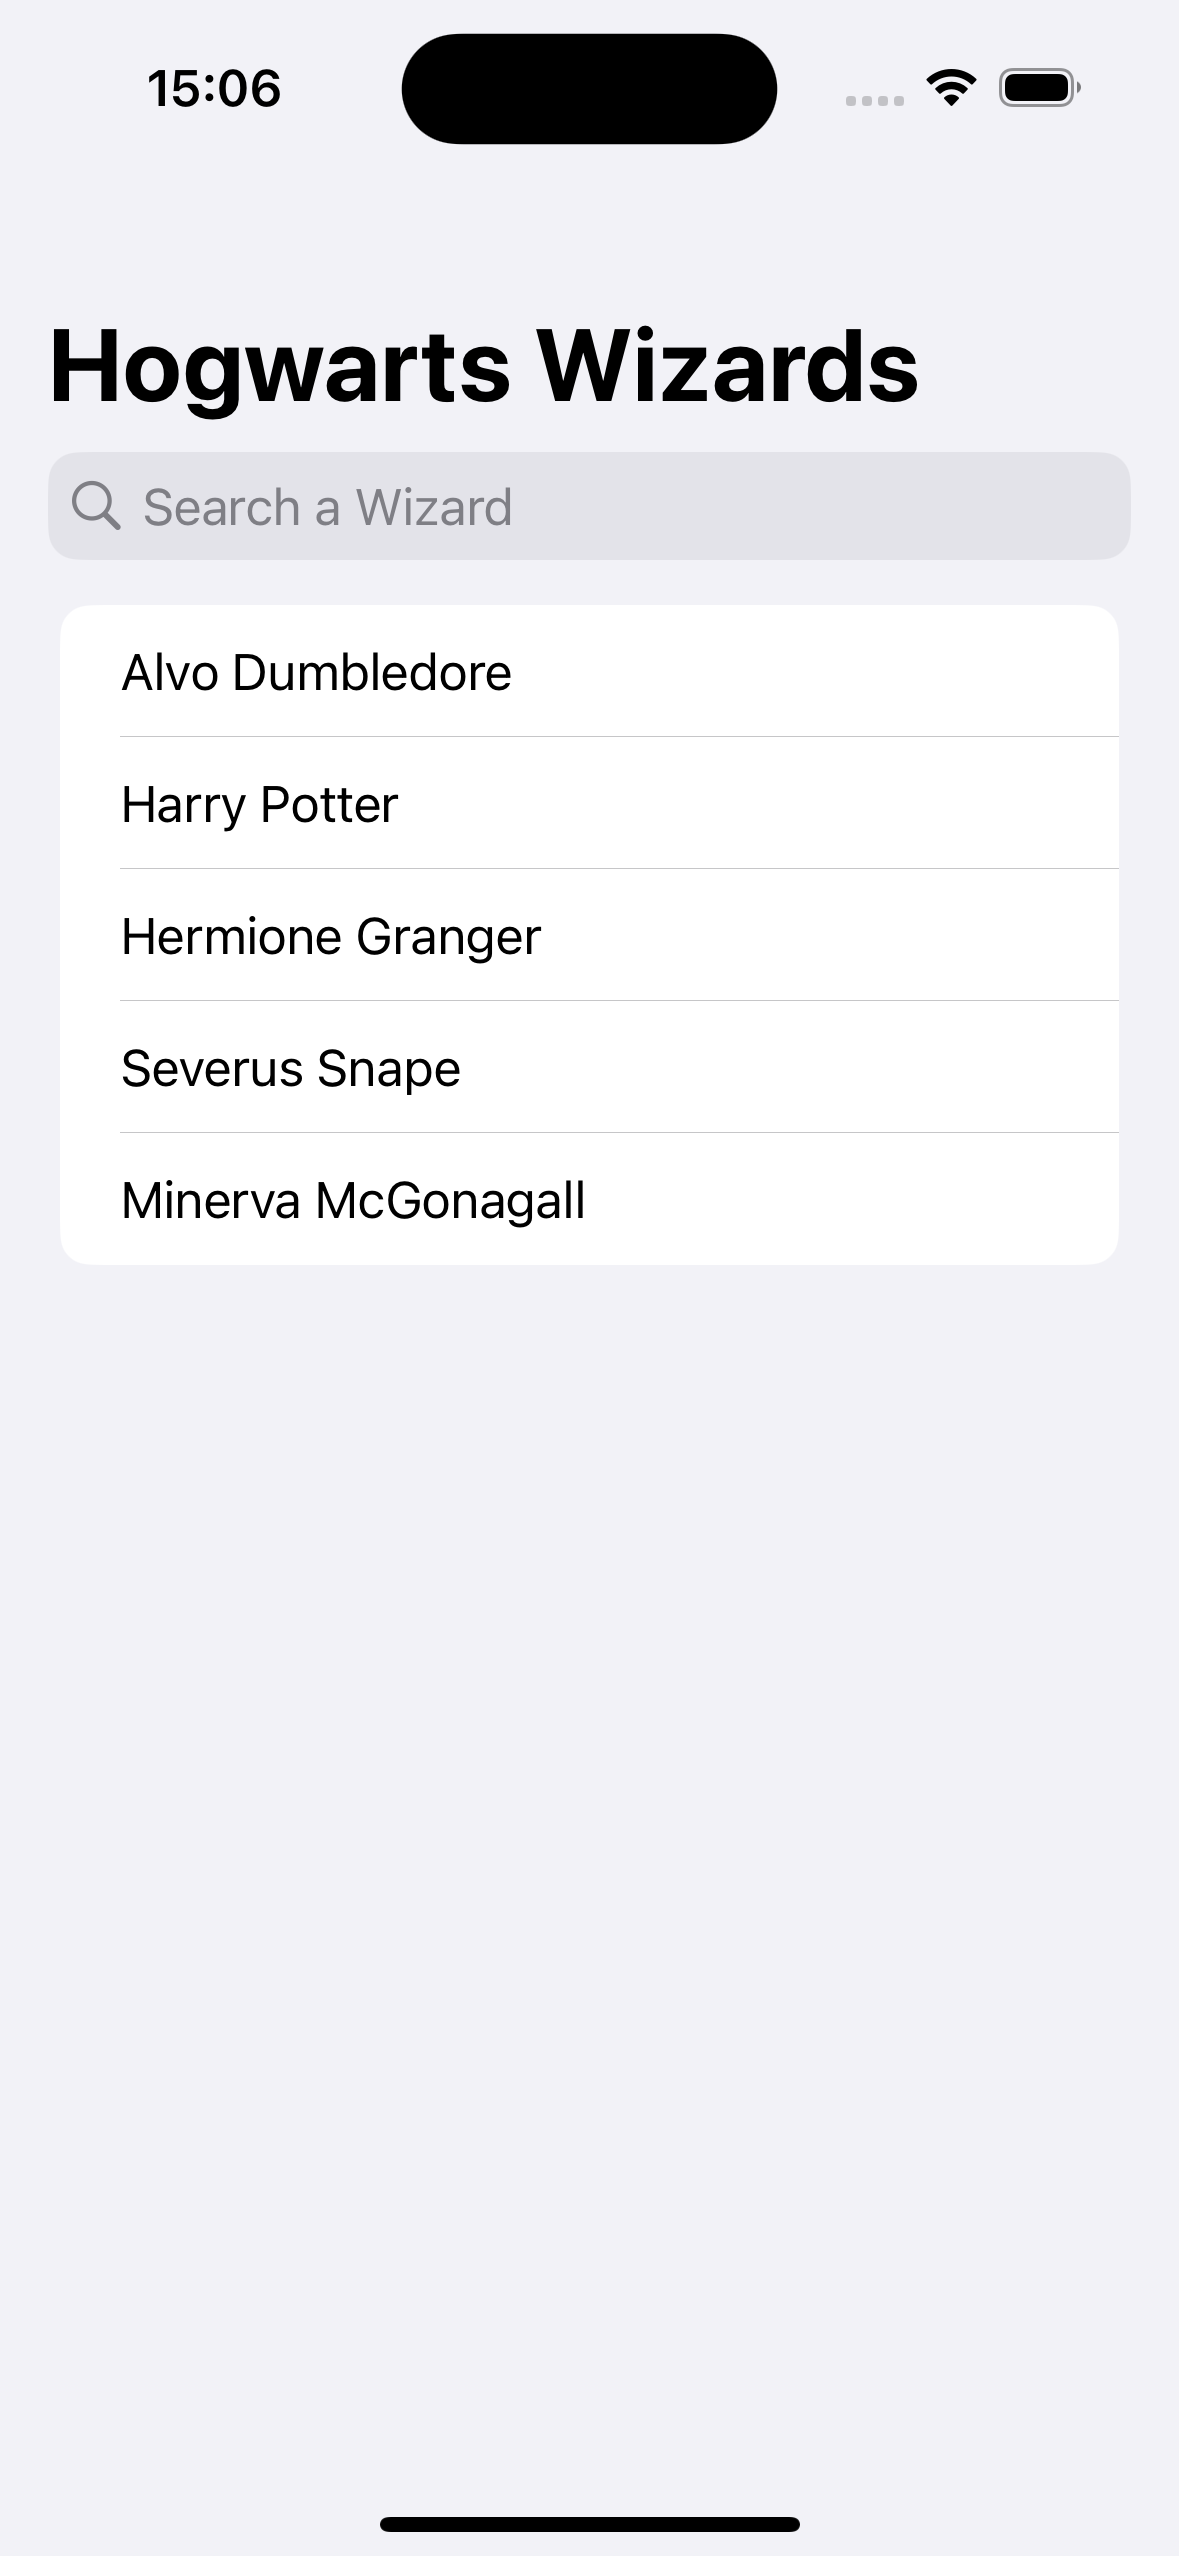 15:06
Hogwarts Wizards
Search a Wizard
Alvo Dumbledore
Harry Potter
Hermione Granger
Severus Snape
Minerva McGonagall